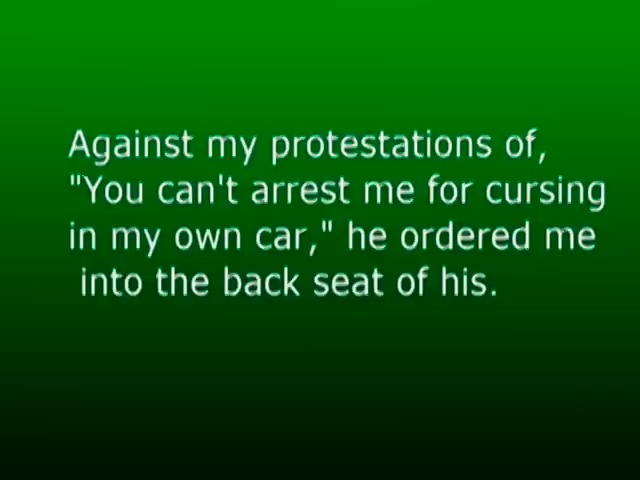 Against my protestations of,
"You can't arrest me for cursing
in my own car," he ordered me
into the back seat of his.